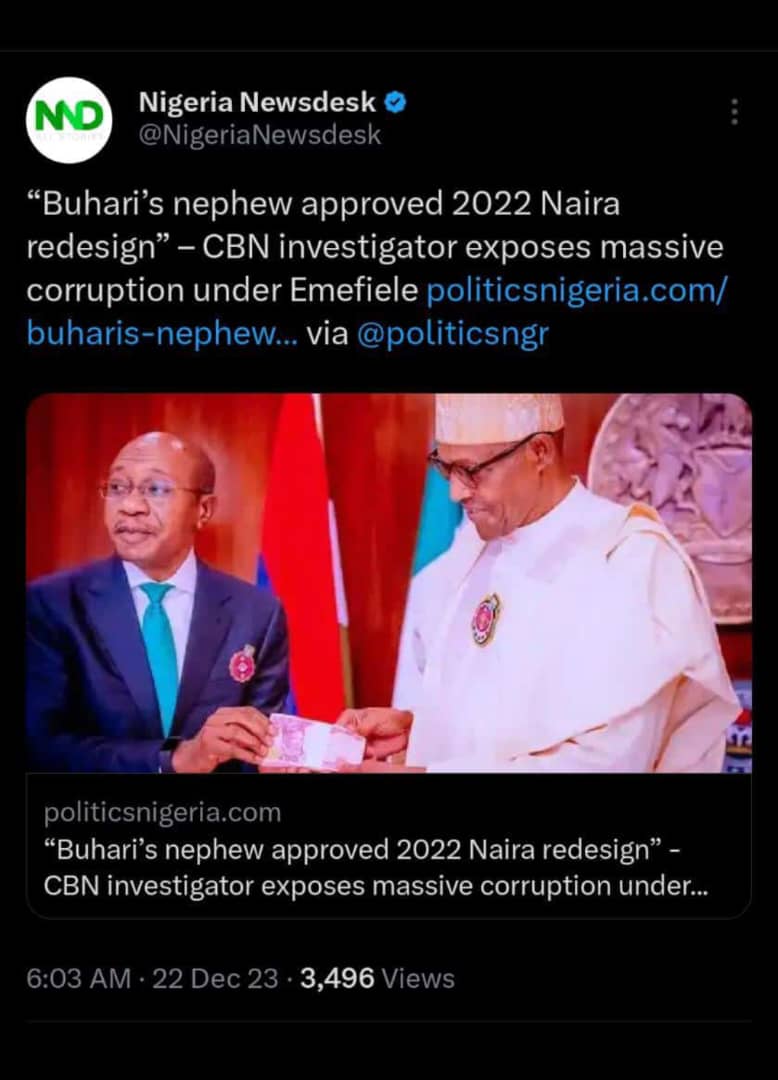 NND
Nigeria Newsdesk
@NigeriaNewsdesk
“Buhari’s nephew approved 2022 Naira
redesign” – CBN investigator exposes massive
corruption under Emefiele politicsnigeria.com/
buharis-nephew... via @politicsngr
politicsnigeria.com
“Buhari’s nephew approved 2022 Naira redesign” -
CBN investigator exposes massive corruption under...
6:03 AM · 22 Dec 23 · 3,496 Views